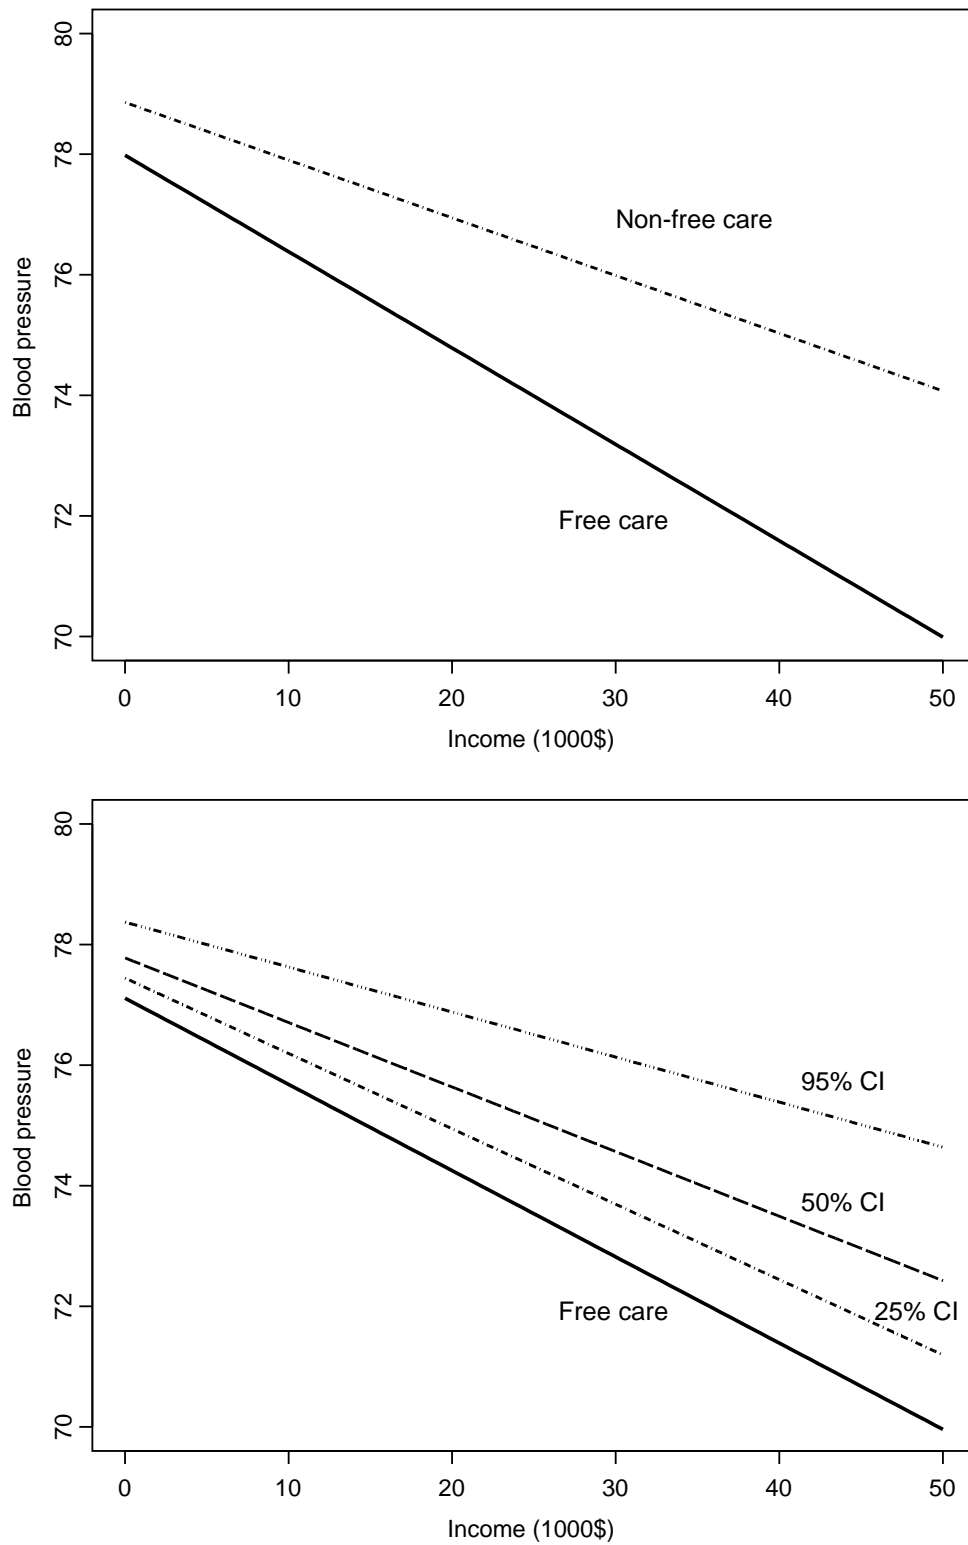 80
78
76
74
72
70
Blood pressure
Non-free care
Free care
0 10 20 30 40 50
Income (1000$)
80
78
76
74
72
70
Blood pressure
95% CI
50% CI
25% CI
Free care
0 10 20 30 40 50
Income (1000$)